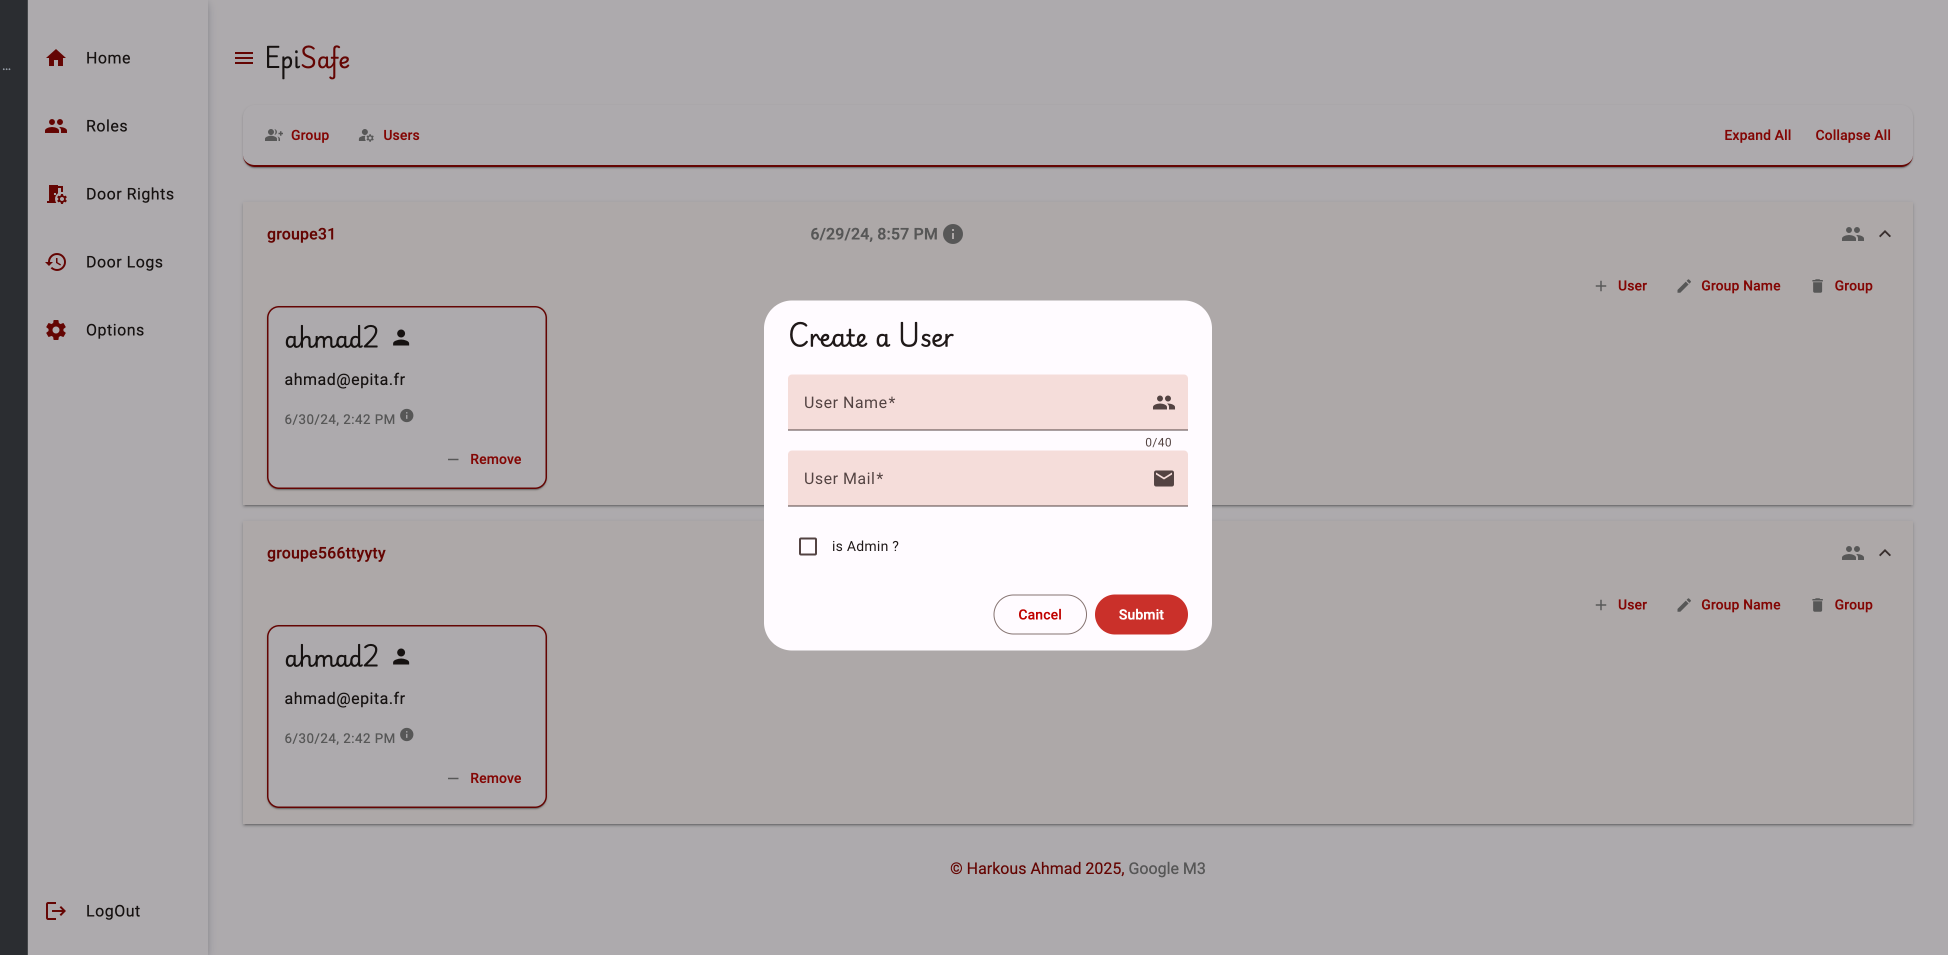 ...
Home
Roles
Door Rights
Door Logs
Options
LogOut
EpiSafe
Group Users Expand All Collapse All
groupe31 6/29/24, 8:57 PM
User Group Name Group
ahmad2
ahmad@epita.fr
6/30/24, 2:42 PM
Remove
groupe566ttyyty
User Group Name Group
ahmad2
ahmad@epita.fr
6/30/24, 2:42 PM
Remove
© Harkous Ahmad 2025, Google M3
Create a User
User Name*
0/40
User Mail*
is Admin ?
Cancel Submit